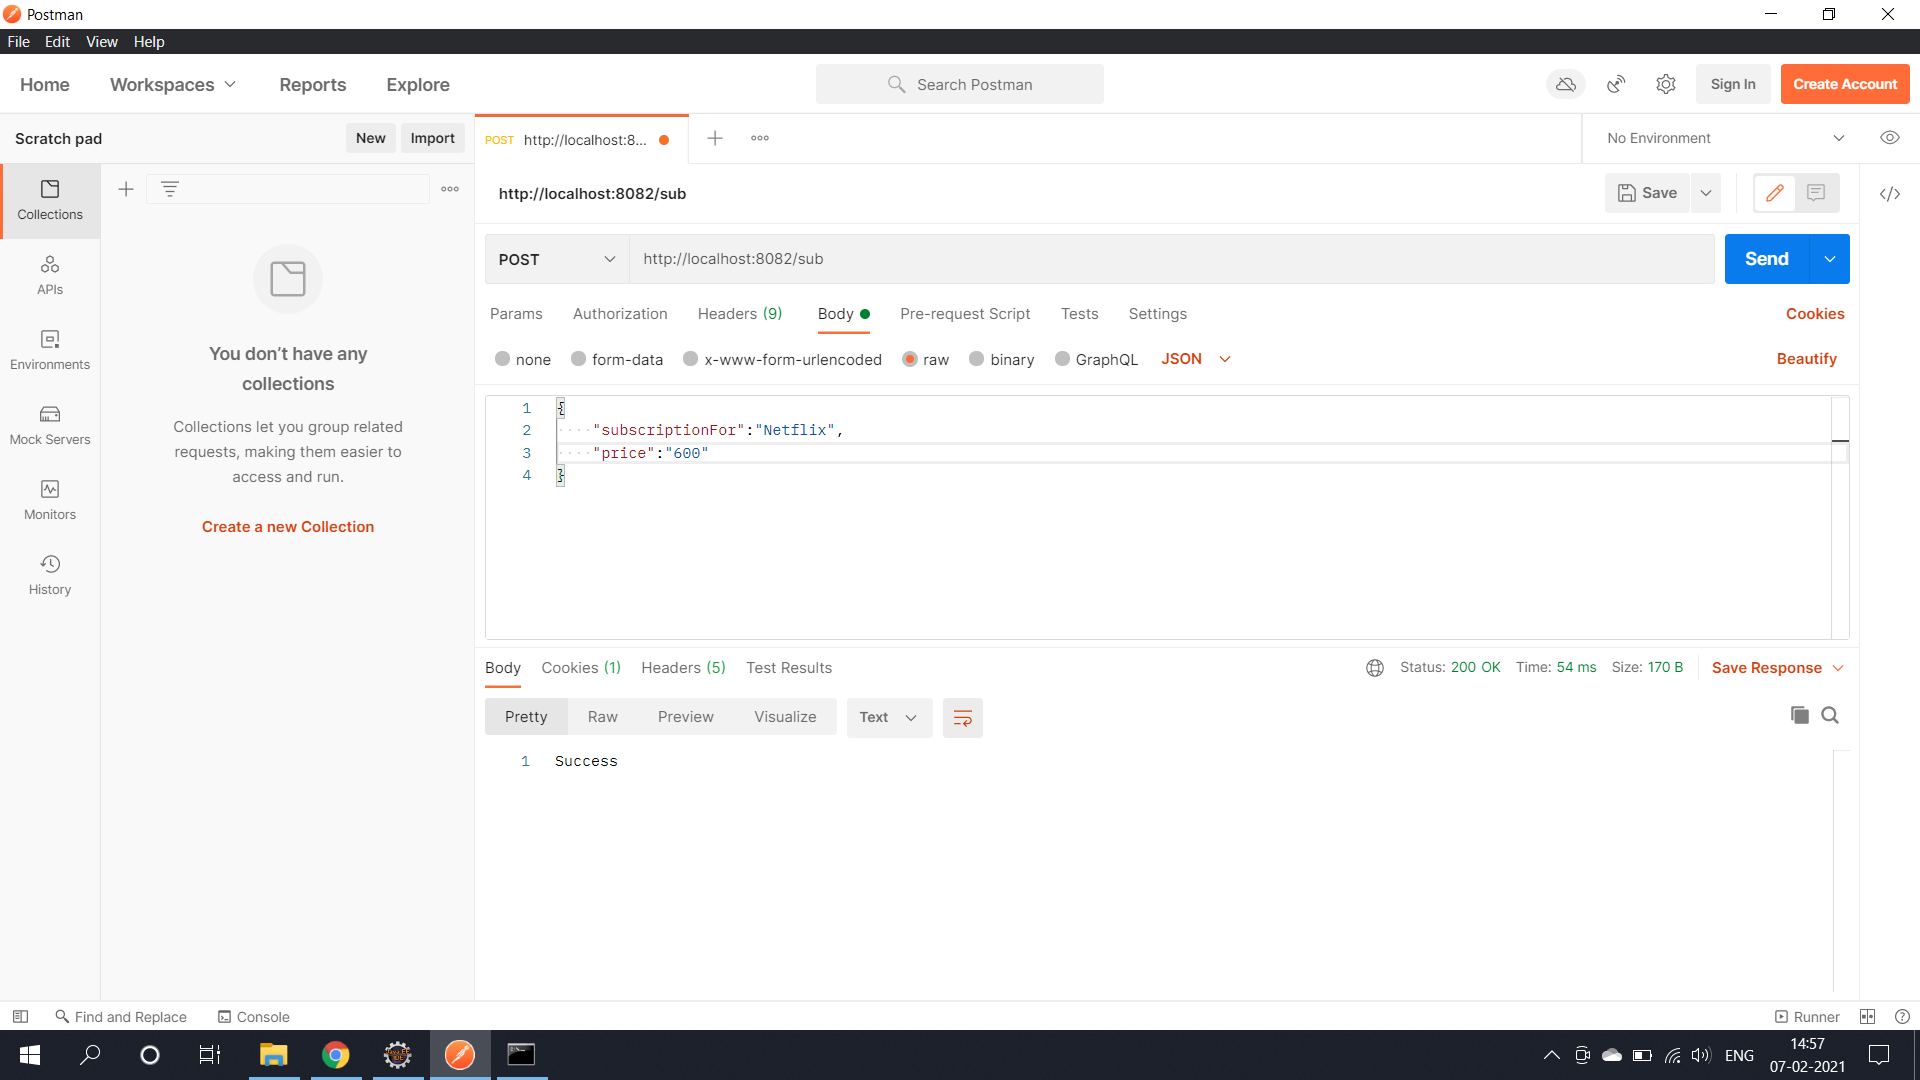 Postman
File Edit View Help
Home Workspaces Reports Explore
Search Postman
Sign In
Create Account
Scratch pad
New
Import
POST http://localhost:8...
No Environment
Collections
APIs
Environments
Mock Servers
Monitors
History
You don't have any
collections
Collections let you group related
requests, making them easier to
access and run.
Create a new Collection
http://localhost:8082/sub
Save
POST
http://localhost:8082/sub
Send
Params Authorization Headers (9) Body Pre-request Script Tests Settings
Cookies
none form-data x-www-form-urlencoded raw binary GraphQL JSON
Beautify
1 {
2 ····"subscriptionFor":"Netflix",
3 ····"price":"600"
4 }
Body Cookies (1) Headers (5) Test Results
Status: 200 OK Time: 54 ms Size: 170 B
Save Response
Pretty Raw Preview Visualize
Text
1 Success
Find and Replace Console
Runner
ENG
14:57
07-02-2021